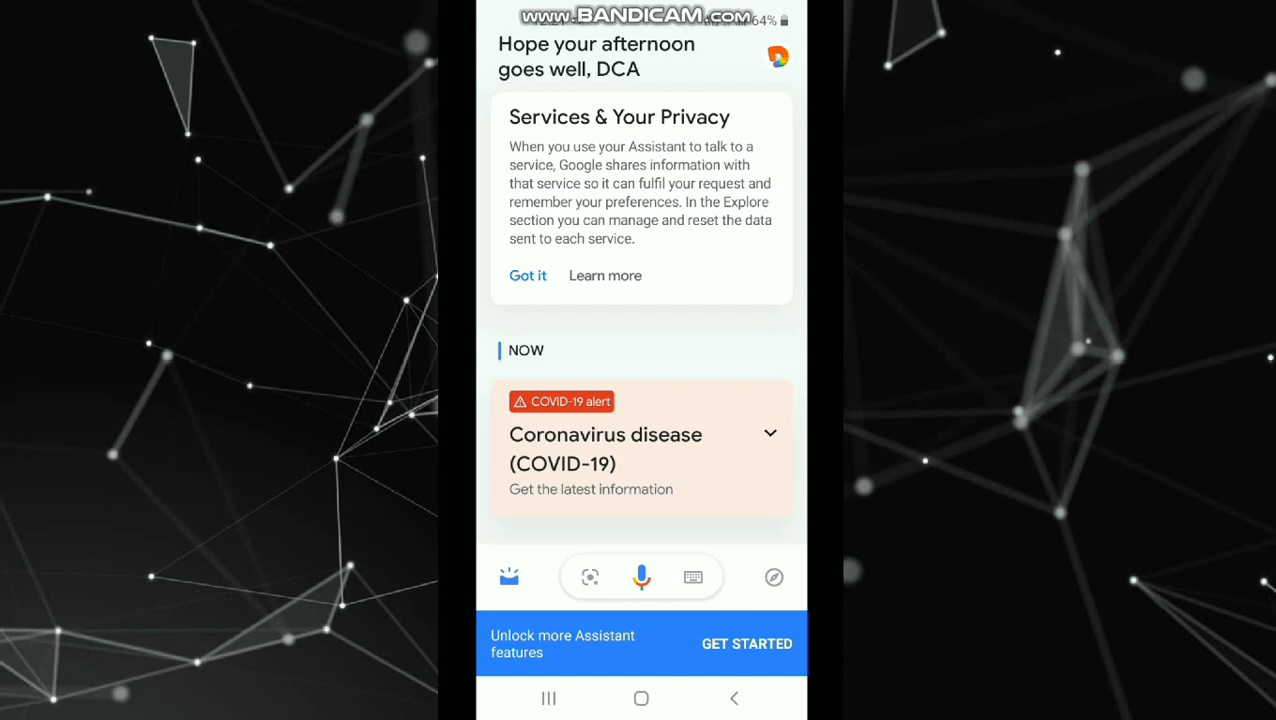 www.BANDICAM.com
64%
Hope your afternoon
goes well, DCA
Services & Your Privacy
When you use your Assistant to talk to a
service, Google shares information with
that service so it can fulfil your request and
remember your preferences. In the Explore
section you can manage and reset the data
sent to each service.
Got it Learn more
NOW
COVID-19 alert
Coronavirus disease
(COVID-19)
Get the latest information
Unlock more Assistant
features
GET STARTED